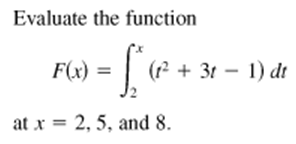 Evaluate the function
F(x) = ∫₂ˣ (t² + 3t − 1) dt
at x = 2, 5, and 8.